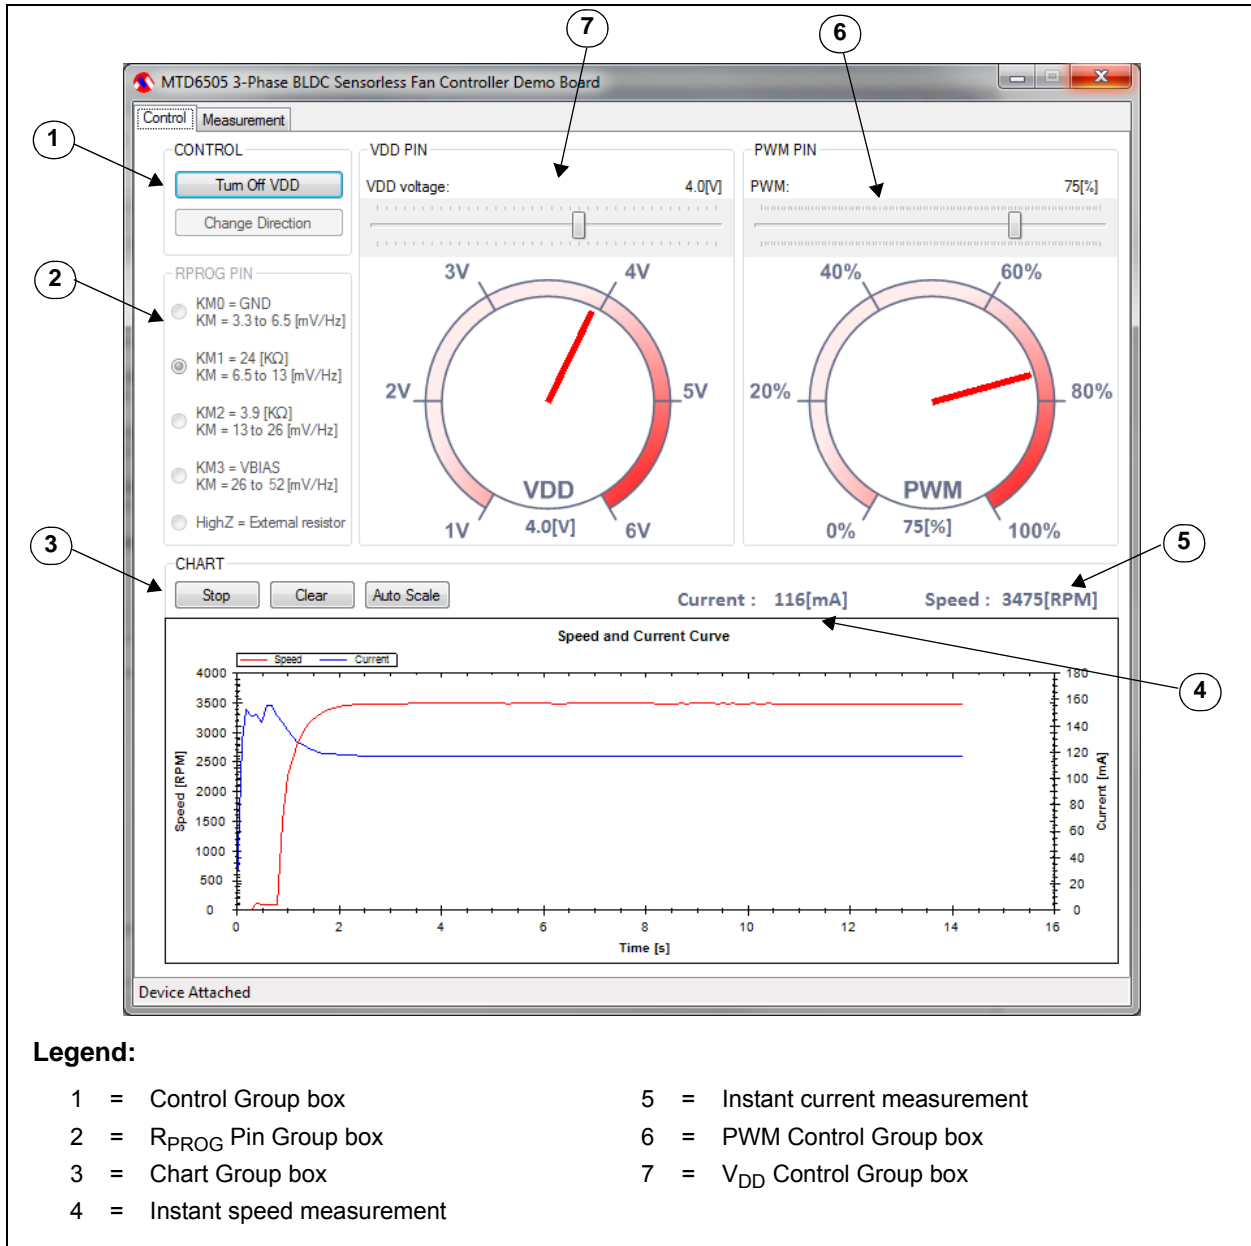 7
6
MTD6505 3-Phase BLDC Sensorless Fan Controller Demo Board
Control Measurement
1
CONTROL
Turn Off VDD
Change Direction
VDD PIN
VDD voltage: 4.0[V]
PWM PIN
PWM: 75[%]
2
RPROG PIN
KM0 = GND
KM = 3.3 to 6.5 [mV/Hz]
KM1 = 24 [KΩ]
KM = 6.5 to 13 [mV/Hz]
KM2 = 3.9 [KΩ]
KM = 13 to 26 [mV/Hz]
KM3 = VBIAS
KM = 26 to 52 [mV/Hz]
HighZ = External resistor
3V 4V
2V 5V
VDD
1V 4.0[V] 6V
40% 60%
20% 80%
PWM
0% 75[%] 100%
3
CHART
Stop Clear Auto Scale
Current : 116[mA] Speed : 3475[RPM]
5
4
Speed and Current Curve
Speed Current
4000
3500
3000
2500
2000
1500
1000
500
0
Speed [RPM]
180
160
140
120
100
80
60
40
20
0
Current [mA]
0 2 4 6 8 10 12 14 16
Time [s]
Device Attached
Legend:
1 = Control Group box
2 = RPROG Pin Group box
3 = Chart Group box
4 = Instant speed measurement
5 = Instant current measurement
6 = PWM Control Group box
7 = VDD Control Group box